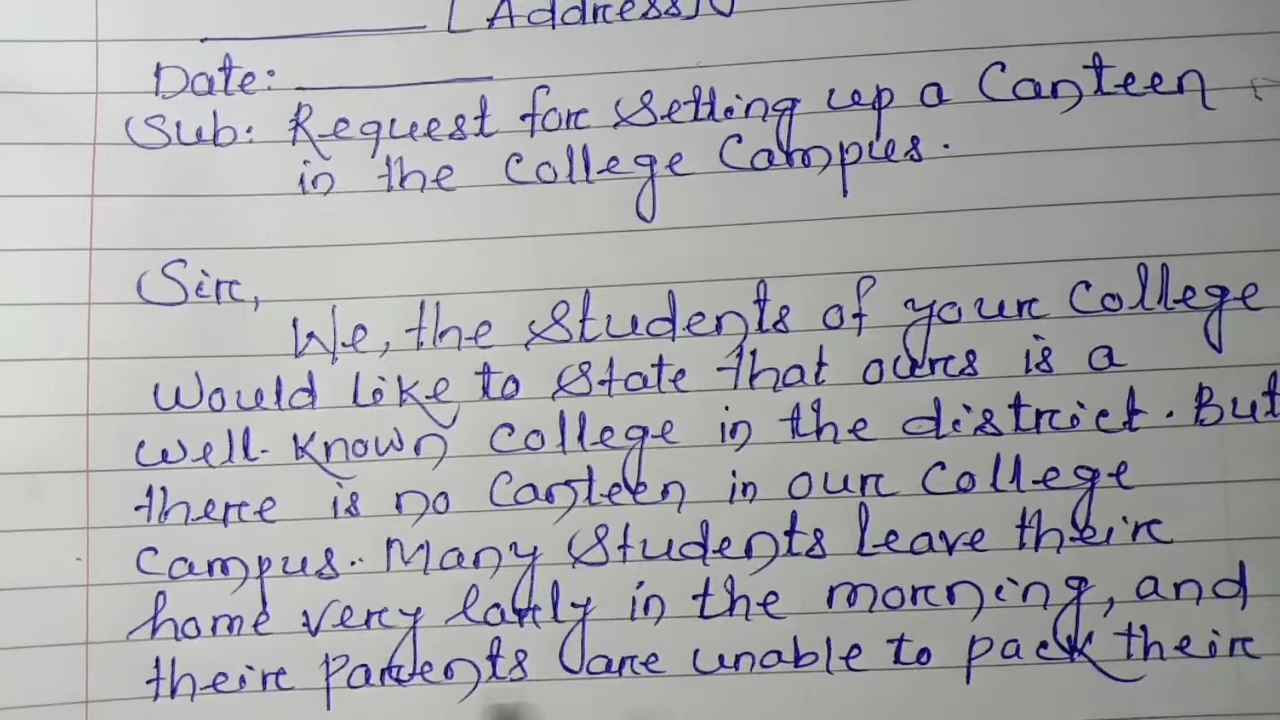 ________ [Address]
Date: ________
Sub: Request for setting up a Canteen
in the College Campus.
Sir,
We, the students of your College
Would like to state that ours is a
well-known college in the district. But
there is no Canteen in our College
Campus. Many students leave their
home very in the morning, and
their parents are unable to pack their